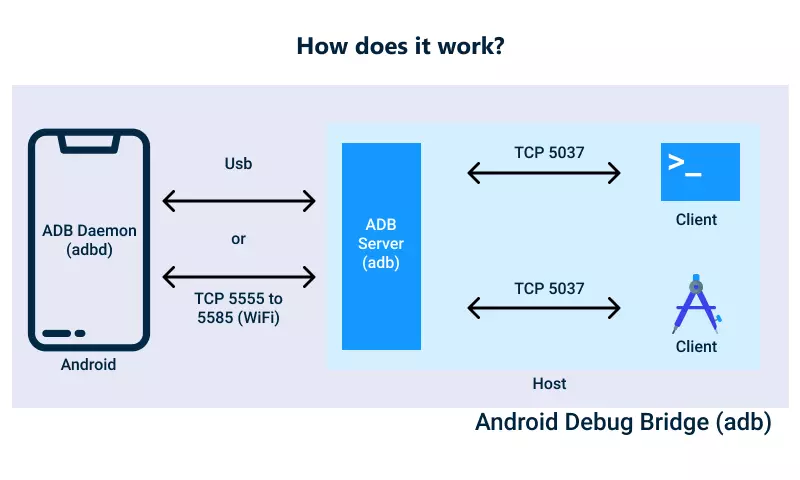 How does it work?
Usb
TCP 5037
>_
ADB Daemon
(adbd)
or
ADB
Server
(adb)
Client
TCP 5555 to
5585 (WiFi)
TCP 5037
Client
Android
Host
Android Debug Bridge (adb)